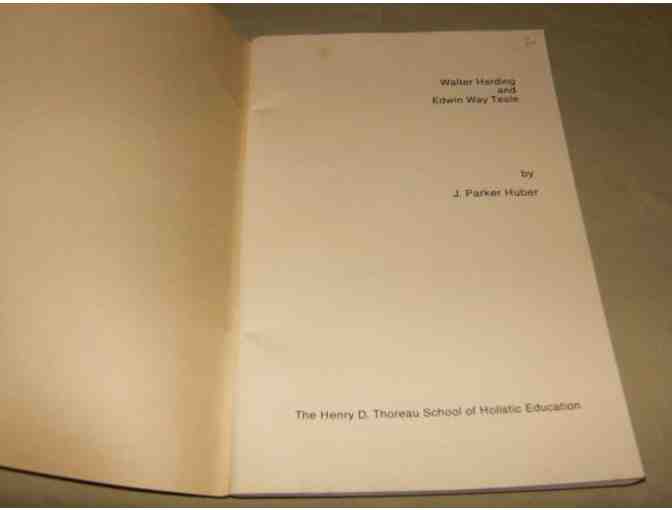 Walter Harding
and
Edwin Way Teale
by
J. Parker Huber
The Henry D. Thoreau School of Holistic Education